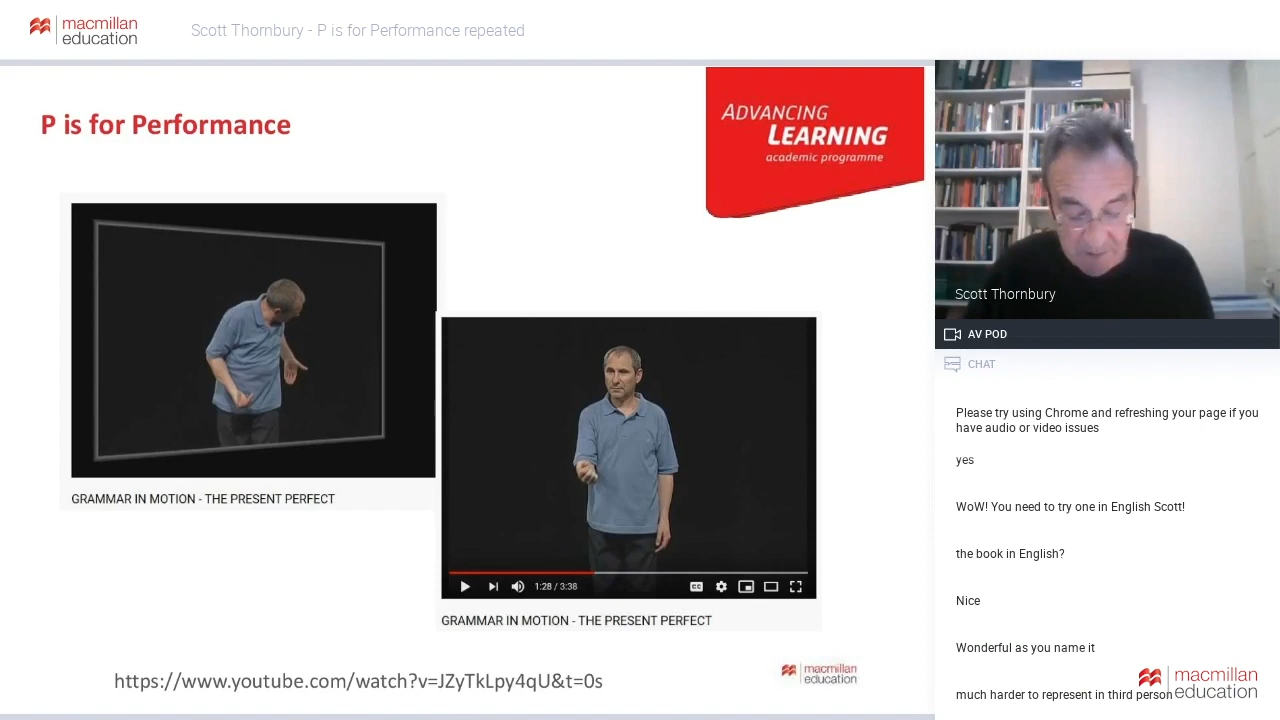 macmillan
education
Scott Thornbury - P is for Performance repeated
P is for Performance
ADVANCING
LEARNING
academic programme
GRAMMAR IN MOTION - THE PRESENT PERFECT
1:28 / 3:38
CC
GRAMMAR IN MOTION - THE PRESENT PERFECT
https://www.youtube.com/watch?v=JZyTkLpy4qU&t=0s
macmillan
education
Scott Thornbury
AV POD
CHAT
Please try using Chrome and refreshing your page if you
have audio or video issues
yes
WoW! You need to try one in English Scott!
the book in English?
Nice
Wonderful as you name it
much harder to represent in third person
macmillan
education